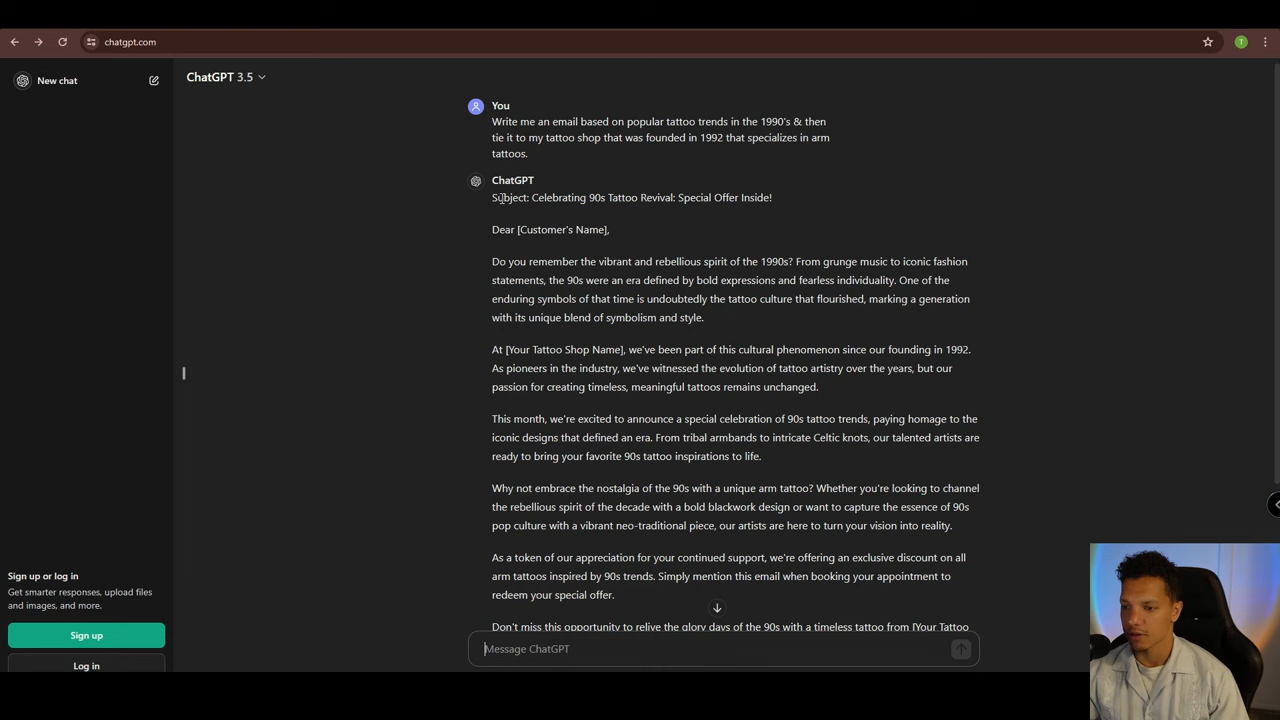 chatgpt.com
T
New chat
ChatGPT 3.5
You
Write me an email based on popular tattoo trends in the 1990's & then
tie it to my tattoo shop that was founded in 1992 that specializes in arm
tattoos.
ChatGPT
Subject: Celebrating 90s Tattoo Revival: Special Offer Inside!
Dear [Customer's Name],
Do you remember the vibrant and rebellious spirit of the 1990s? From grunge music to iconic fashion
statements, the 90s were an era defined by bold expressions and fearless individuality. One of the
enduring symbols of that time is undoubtedly the tattoo culture that flourished, marking a generation
with its unique blend of symbolism and style.
At [Your Tattoo Shop Name], we've been part of this cultural phenomenon since our founding in 1992.
As pioneers in the industry, we've witnessed the evolution of tattoo artistry over the years, but our
passion for creating timeless, meaningful tattoos remains unchanged.
This month, we're excited to announce a special celebration of 90s tattoo trends, paying homage to the
iconic designs that defined an era. From tribal armbands to intricate Celtic knots, our talented artists are
ready to bring your favorite 90s tattoo inspirations to life.
Why not embrace the nostalgia of the 90s with a unique arm tattoo? Whether you're looking to channel
the rebellious spirit of the decade with a bold blackwork design or want to capture the essence of 90s
pop culture with a vibrant neo-traditional piece, our artists are here to turn your vision into reality.
As a token of our appreciation for your continued support, we're offering an exclusive discount on all
arm tattoos inspired by 90s trends. Simply mention this email when booking your appointment to
redeem your special offer.
Don't miss this opportunity to relive the glory days of the 90s with a timeless tattoo from [Your Tattoo
Message ChatGPT
Sign up or log in
Get smarter responses, upload files
and images, and more.
Sign up
Log in